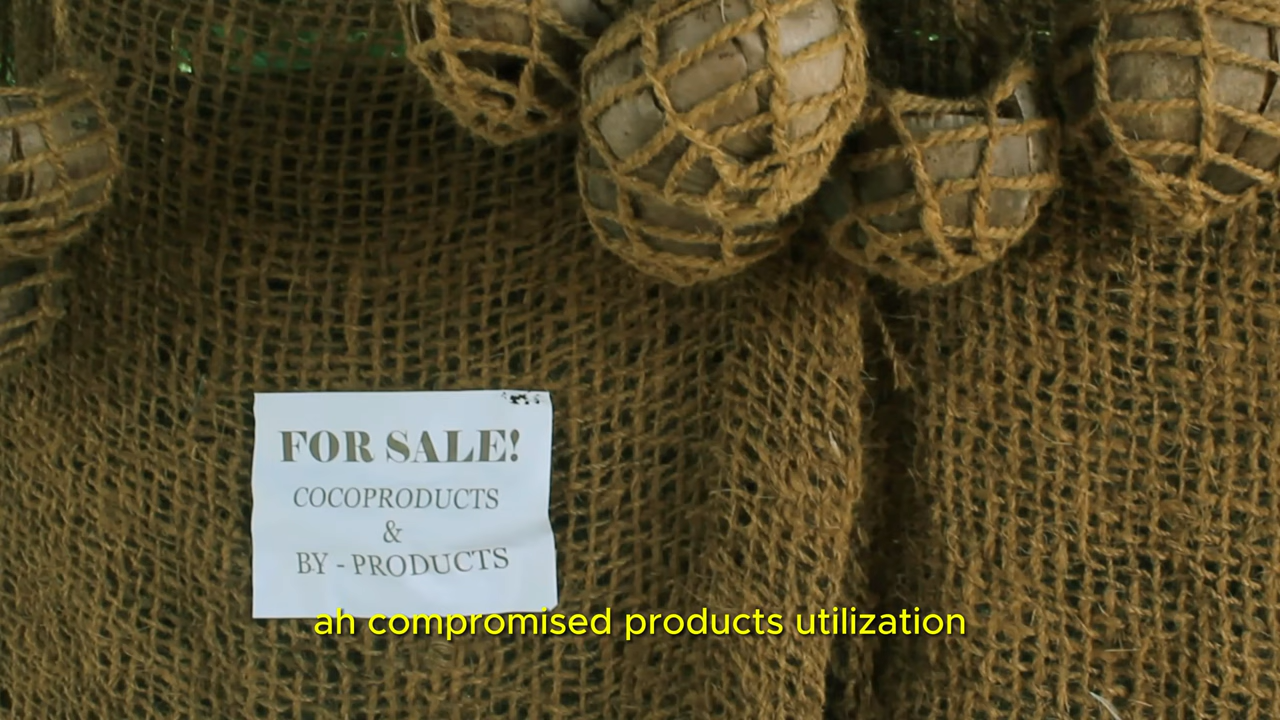 FOR SALE!
COCOPRODUCTS
&
BY - PRODUCTS
ah compromised products utilization